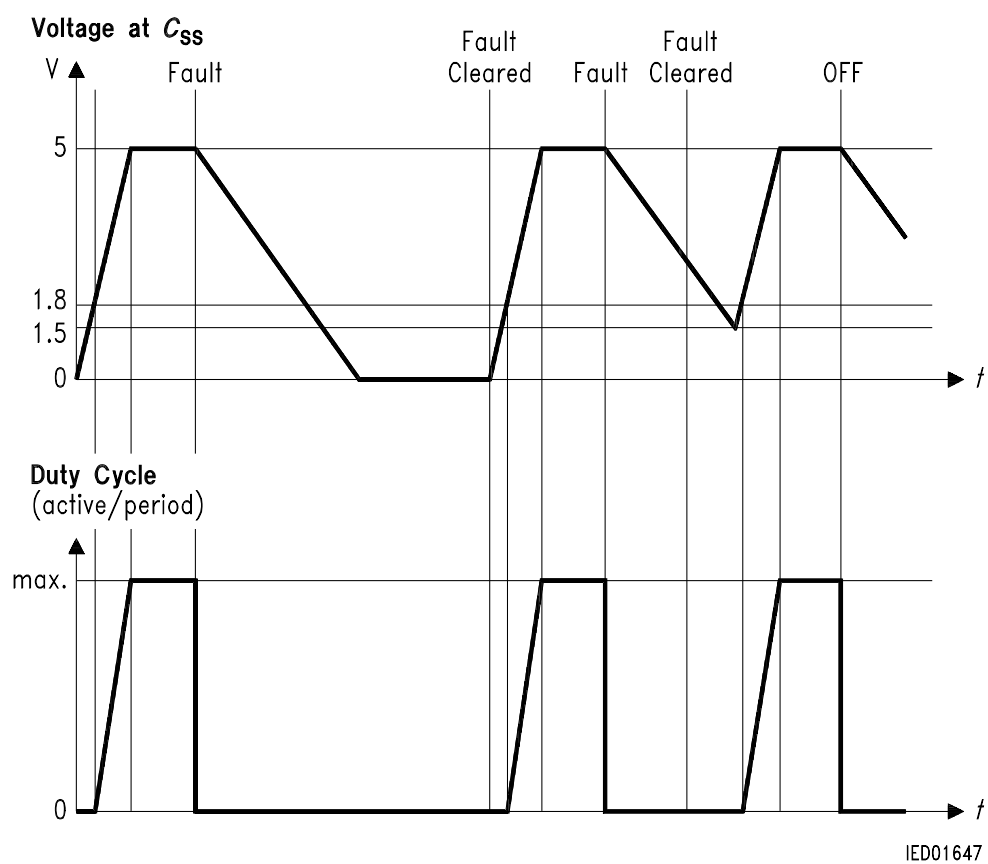 Voltage at CSS
V
Fault
Fault
Cleared
Fault
Fault
Cleared
OFF
5
1.8
1.5
0
t
Duty Cycle
(active/period)
max.
0
t
IED01647